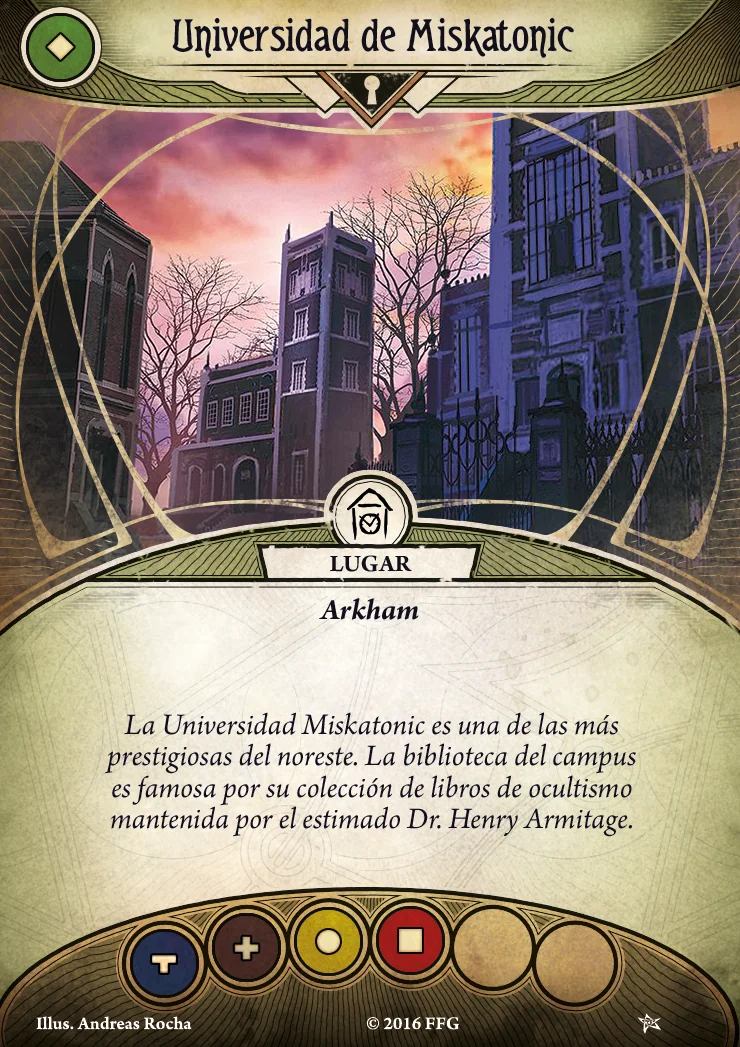 Universidad de Miskatonic
LUGAR
Arkham
La Universidad Miskatonic es una de las más
prestigiosas del noreste. La biblioteca del campus
es famosa por su colección de libros de ocultismo
mantenida por el estimado Dr. Henry Armitage.
Illus. Andreas Rocha
© 2016 FFG